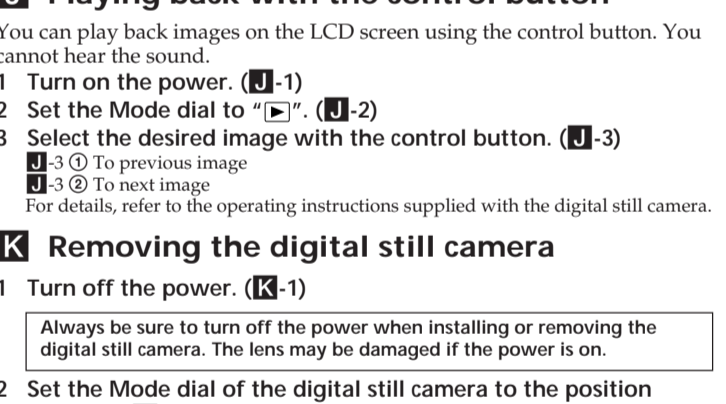 J Playing back with the control button
You can play back images on the LCD screen using the control button. You
cannot hear the sound.
1 Turn on the power. (J-1)
2 Set the Mode dial to “▶”. (J-2)
3 Select the desired image with the control button. (J-3)
J-3 ① To previous image
J-3 ② To next image
For details, refer to the operating instructions supplied with the digital still camera.
K Removing the digital still camera
1 Turn off the power. (K-1)
Always be sure to turn off the power when installing or removing the
digital still camera. The lens may be damaged if the power is on.
2 Set the Mode dial of the digital still camera to the position